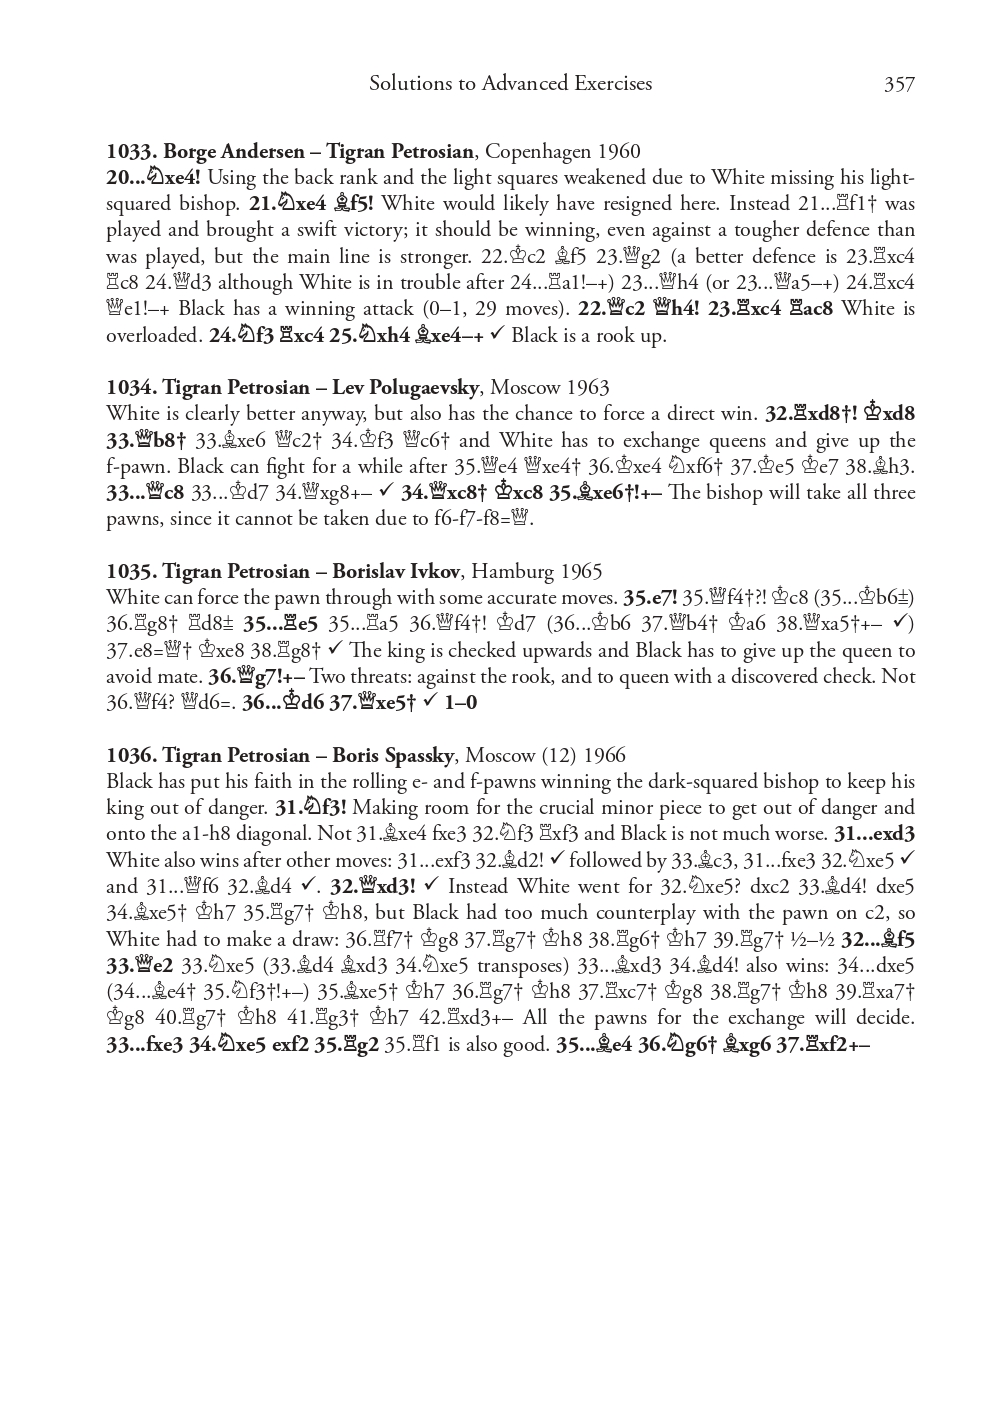 Solutions to Advanced Exercises 357
1033. Borge Andersen – Tigran Petrosian, Copenhagen 1960
20...♘xe4! Using the back rank and the light squares weakened due to White missing his light-
squared bishop. 21.♘xe4 ♗f5! White would likely have resigned here. Instead 21...♖f1† was
played and brought a swift victory; it should be winning, even against a tougher defence than
was played, but the main line is stronger. 22.♔c2 ♗f5 23.♕g2 (a better defence is 23.♖xc4
♖c8 24.♕d3 although White is in trouble after 24...♖a1!–+) 23...♕h4 (or 23...♕a5–+) 24.♖xc4
♕e1!–+ Black has a winning attack (0–1, 29 moves). 22.♕c2 ♕h4! 23.♖xc4 ♖ac8 White is
overloaded. 24.♘f3 ♖xc4 25.♘xh4 ♗xe4–+ ✓ Black is a rook up.
1034. Tigran Petrosian – Lev Polugaevsky, Moscow 1963
White is clearly better anyway, but also has the chance to force a direct win. 32.♖xd8†! ♔xd8
33.♕b8† 33.♗xe6 ♕c2† 34.♔f3 ♕c6† and White has to exchange queens and give up the
f-pawn. Black can fight for a while after 35.♕e4 ♕xe4† 36.♔xe4 ♘xf6† 37.♔e5 ♔e7 38.♗h3.
33...♕c8 33...♔d7 34.♕xg8+– ✓ 34.♕xc8† ♔xc8 35.♗xe6†!+– The bishop will take all three
pawns, since it cannot be taken due to f6-f7-f8=♕.
1035. Tigran Petrosian – Borislav Ivkov, Hamburg 1965
White can force the pawn through with some accurate moves. 35.e7! 35.♕f4†?! ♔c8 (35...♔b6±)
36.♖g8† ♖d8± 35...♖e5 35...♖a5 36.♕f4†! ♔d7 (36...♔b6 37.♕b4† ♔a6 38.♕xa5†+– ✓)
37.e8=♕† ♔xe8 38.♖g8† ✓ The king is checked upwards and Black has to give up the queen to
avoid mate. 36.♕g7!+– Two threats: against the rook, and to queen with a discovered check. Not
36.♕f4? ♕d6=. 36...♔d6 37.♕xe5† ✓ 1–0
1036. Tigran Petrosian – Boris Spassky, Moscow (12) 1966
Black has put his faith in the rolling e- and f-pawns winning the dark-squared bishop to keep his
king out of danger. 31.♘f3! Making room for the crucial minor piece to get out of danger and
onto the a1-h8 diagonal. Not 31.♗xe4 fxe3 32.♘f3 ♖xf3 and Black is not much worse. 31...exd3
White also wins after other moves: 31...exf3 32.♗d2! ✓ followed by 33.♗c3, 31...fxe3 32.♘xe5 ✓
and 31...♕f6 32.♗d4 ✓. 32.♕xd3! ✓ Instead White went for 32.♘xe5? dxc2 33.♗d4! dxe5
34.♗xe5† ♔h7 35.♖g7† ♔h8, but Black had too much counterplay with the pawn on c2, so
White had to make a draw: 36.♖f7† ♔g8 37.♖g7† ♔h8 38.♖g6† ♔h7 39.♖g7† ½–½ 32...♗f5
33.♕e2 33.♘xe5 (33.♗d4 ♗xd3 34.♘xe5 transposes) 33...♗xd3 34.♗d4! also wins: 34...dxe5
(34...♗e4† 35.♘f3†!+–) 35.♗xe5† ♔h7 36.♖g7† ♔h8 37.♖xc7† ♔g8 38.♖g7† ♔h8 39.♖xa7†
♔g8 40.♖g7† ♔h8 41.♖g3† ♔h7 42.♖xd3+– All the pawns for the exchange will decide.
33...fxe3 34.♘xe5 exf2 35.♖g2 35.♖f1 is also good. 35...♗e4 36.♘g6† ♗xg6 37.♖xf2+–